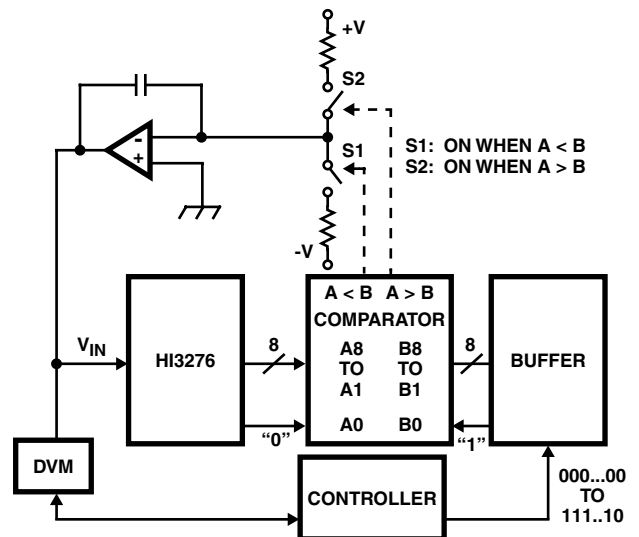 +V
S2
-
+
S1
S1: ON WHEN A < B
S2: ON WHEN A > B
-V
A < B A > B
COMPARATOR
V_IN
HI3276
8
A8
TO
A1
B8
TO
B1
8
BUFFER
"0"
A0
B0
"1"
DVM
CONTROLLER
000...00
TO
111..10